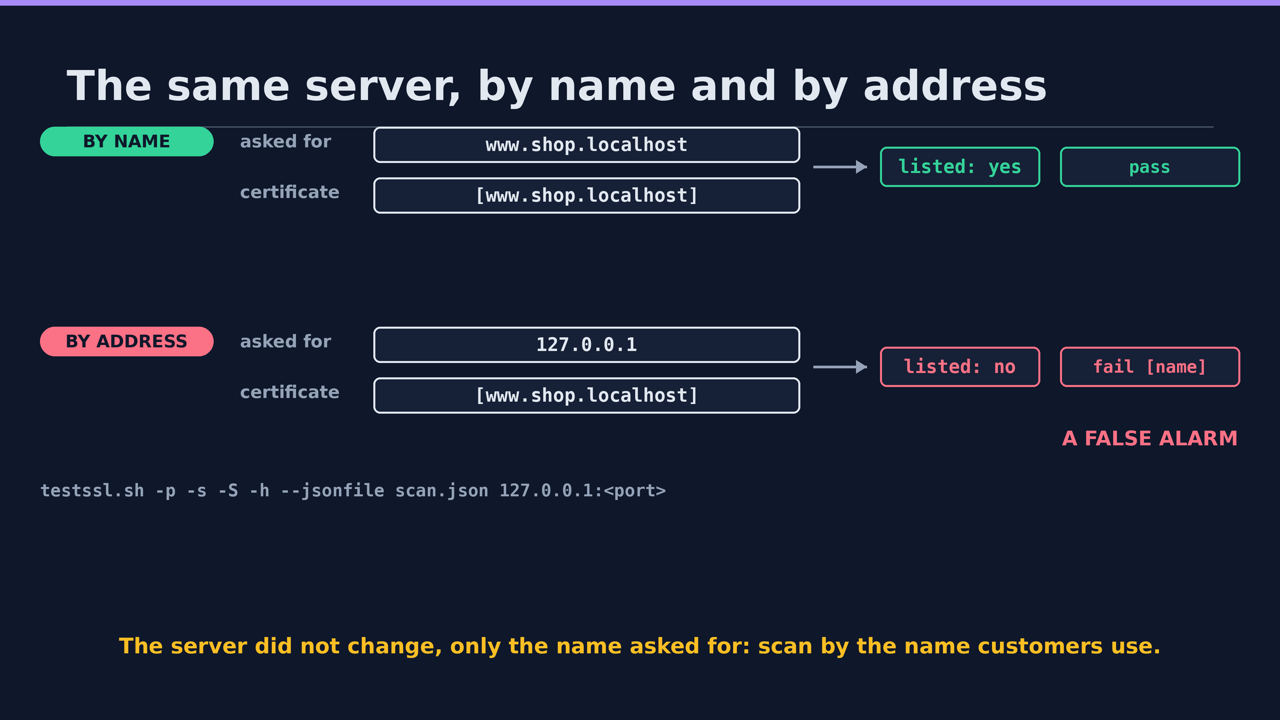 The same server, by name and by address
BY NAME
asked for
www.shop.localhost
certificate
[www.shop.localhost]
listed: yes
pass
BY ADDRESS
asked for
127.0.0.1
certificate
[www.shop.localhost]
listed: no
fail [name]
A FALSE ALARM
testssl.sh -p -s -S -h --jsonfile scan.json 127.0.0.1:<port>
The server did not change, only the name asked for: scan by the name customers use.